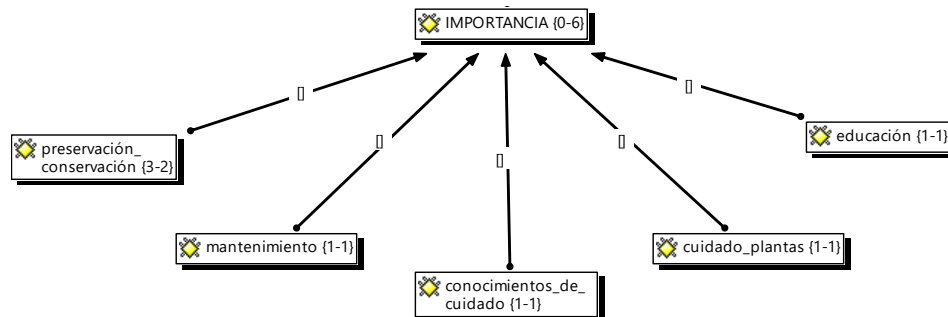 IMPORTANCIA {0-6}
[]
[]
[]
[]
[]
preservación_
conservación {3-2}
educación {1-1}
mantenimiento {1-1}
cuidado_plantas {1-1}
conocimientos_de_
cuidado {1-1}